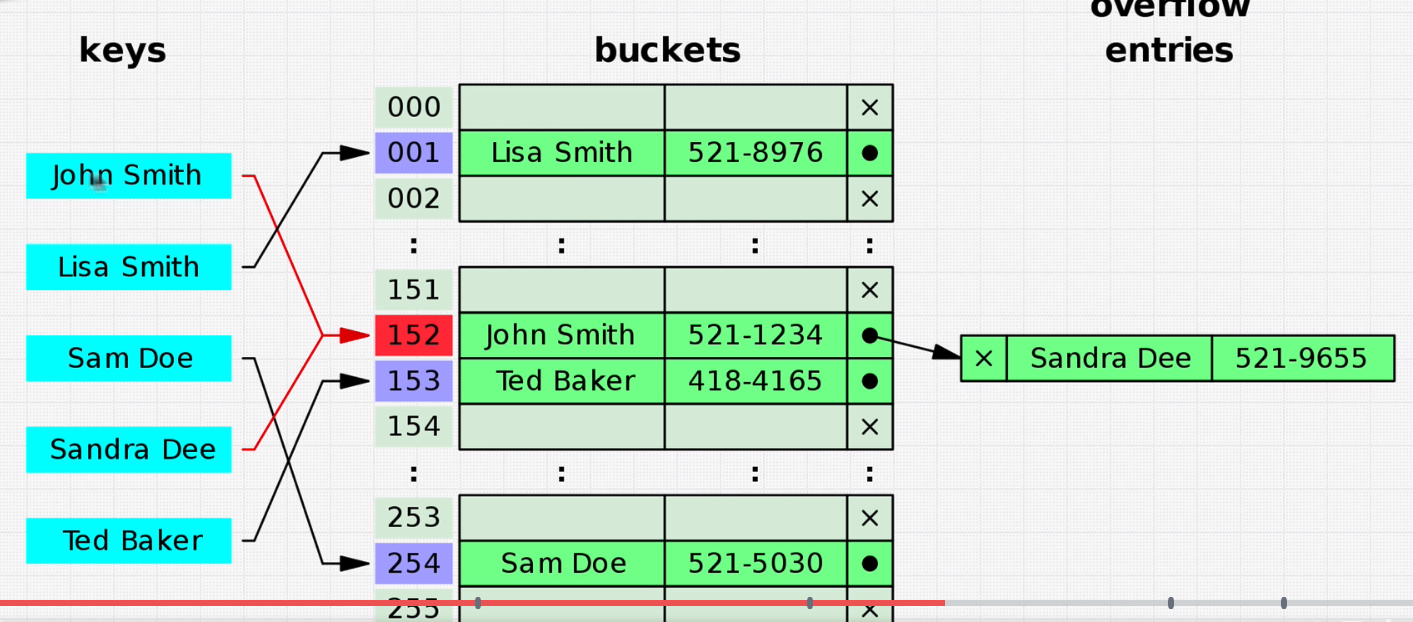 overflow
keys
buckets
entries
000
×
John Smith
001
Lisa Smith
521-8976
●
002
×
Lisa Smith
:
:
:
:
151
×
152
John Smith
521-1234
●
Sam Doe
×
Sandra Dee
521-9655
153
Ted Baker
418-4165
●
154
×
Sandra Dee
:
:
:
:
253
×
Ted Baker
254
Sam Doe
521-5030
●
255
×